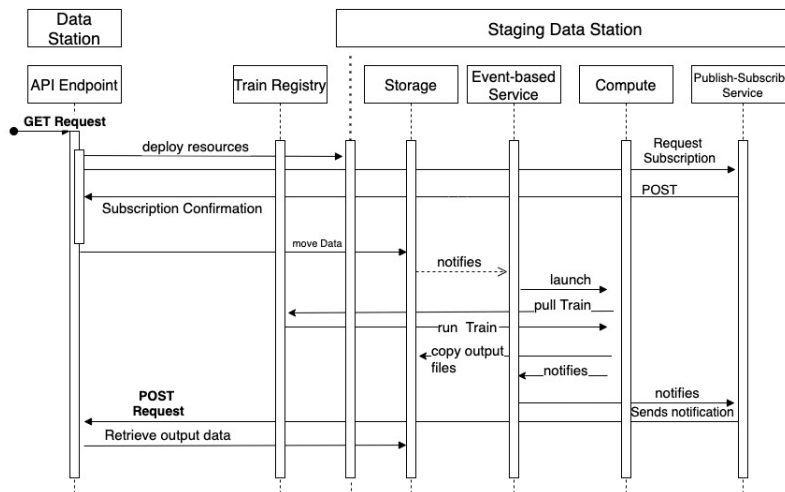 Data
Station
Staging Data Station
API Endpoint
Train Registry
Storage
Event-based
Service
Compute
Publish-Subscrib
Service
GET Request
deploy resources
Request
Subscription
POST
Subscription Confirmation
move Data
notifies
launch
pull Train
run Train
copy output
files
notifies
notifies
POST
Request
Sends notification
Retrieve output data